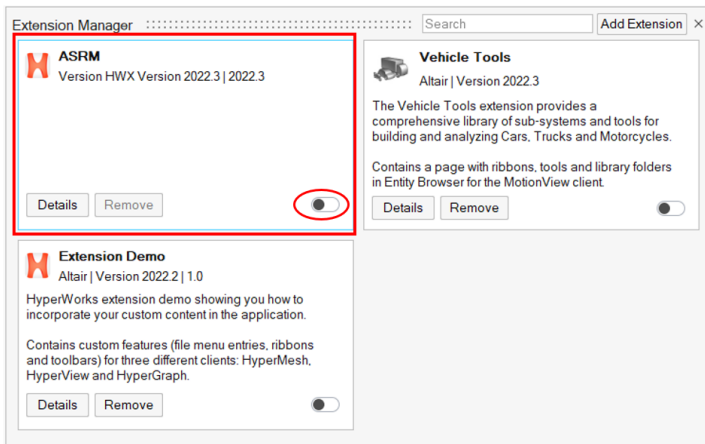 Extension Manager
Search
Add Extension
ASRM
Version HWX Version 2022.3 | 2022.3
Details
Remove
Vehicle Tools
Altair | Version 2022.3
The Vehicle Tools extension provides a
comprehensive library of sub-systems and tools for
building and analyzing Cars, Trucks and Motorcycles.
Contains a page with ribbons, tools and library folders
in Entity Browser for the MotionView client.
Details
Remove
Extension Demo
Altair | Version 2022.2 | 1.0
HyperWorks extension demo showing you how to
incorporate your custom content in the application.
Contains custom features (file menu entries, ribbons
and toolbars) for three different clients: HyperMesh,
HyperView and HyperGraph.
Details
Remove